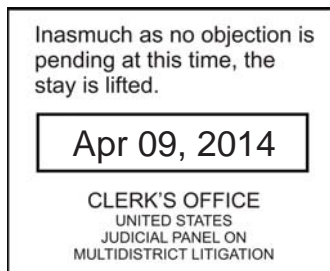 Inasmuch as no objection is
pending at this time, the
stay is lifted.
Apr 09, 2014
CLERK'S OFFICE
UNITED STATES
JUDICIAL PANEL ON
MULTIDISTRICT LITIGATION